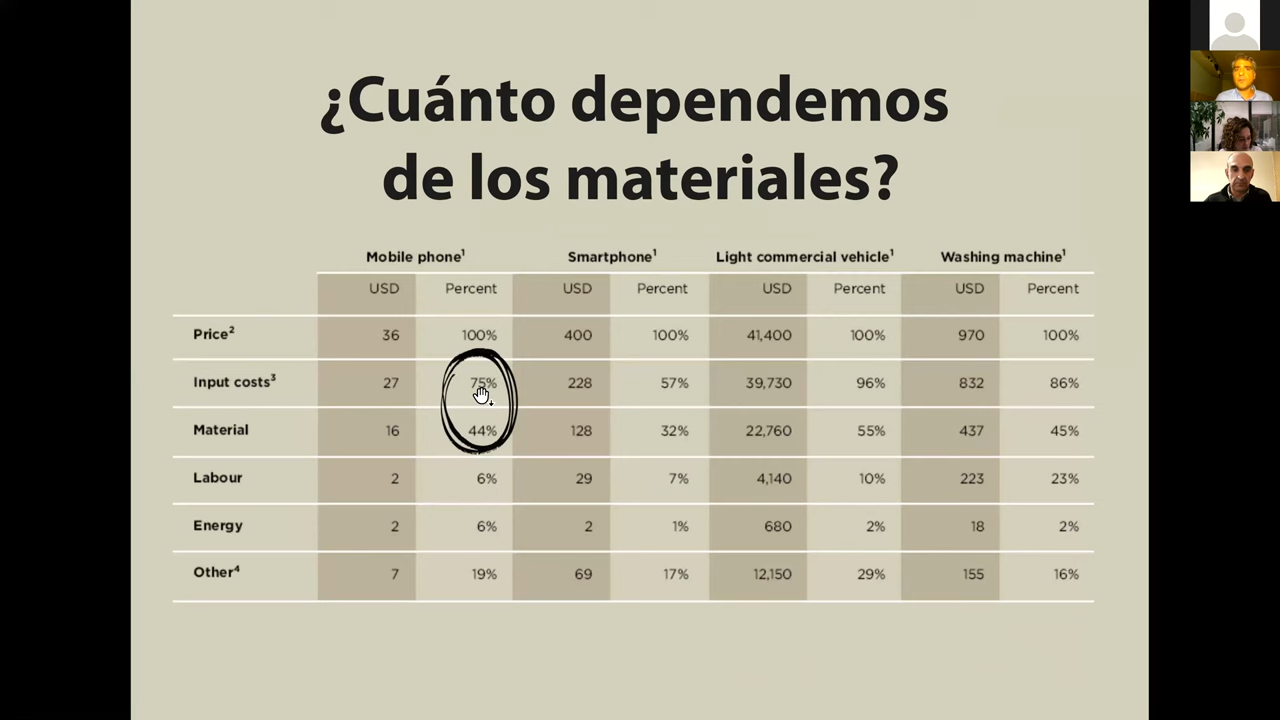 ¿Cuánto dependemos
de los materiales?
Mobile phone¹ Smartphone¹ Light commercial vehicle¹ Washing machine¹
USD Percent USD Percent USD Percent USD Percent
Price² 36 100% 400 100% 41,400 100% 970 100%
Input costs³ 27 75% 228 57% 39,730 96% 832 86%
Material 16 44% 128 32% 22,760 55% 437 45%
Labour 2 6% 29 7% 4,140 10% 223 23%
Energy 2 6% 2 1% 680 2% 18 2%
Other⁴ 7 19% 69 17% 12,150 29% 155 16%